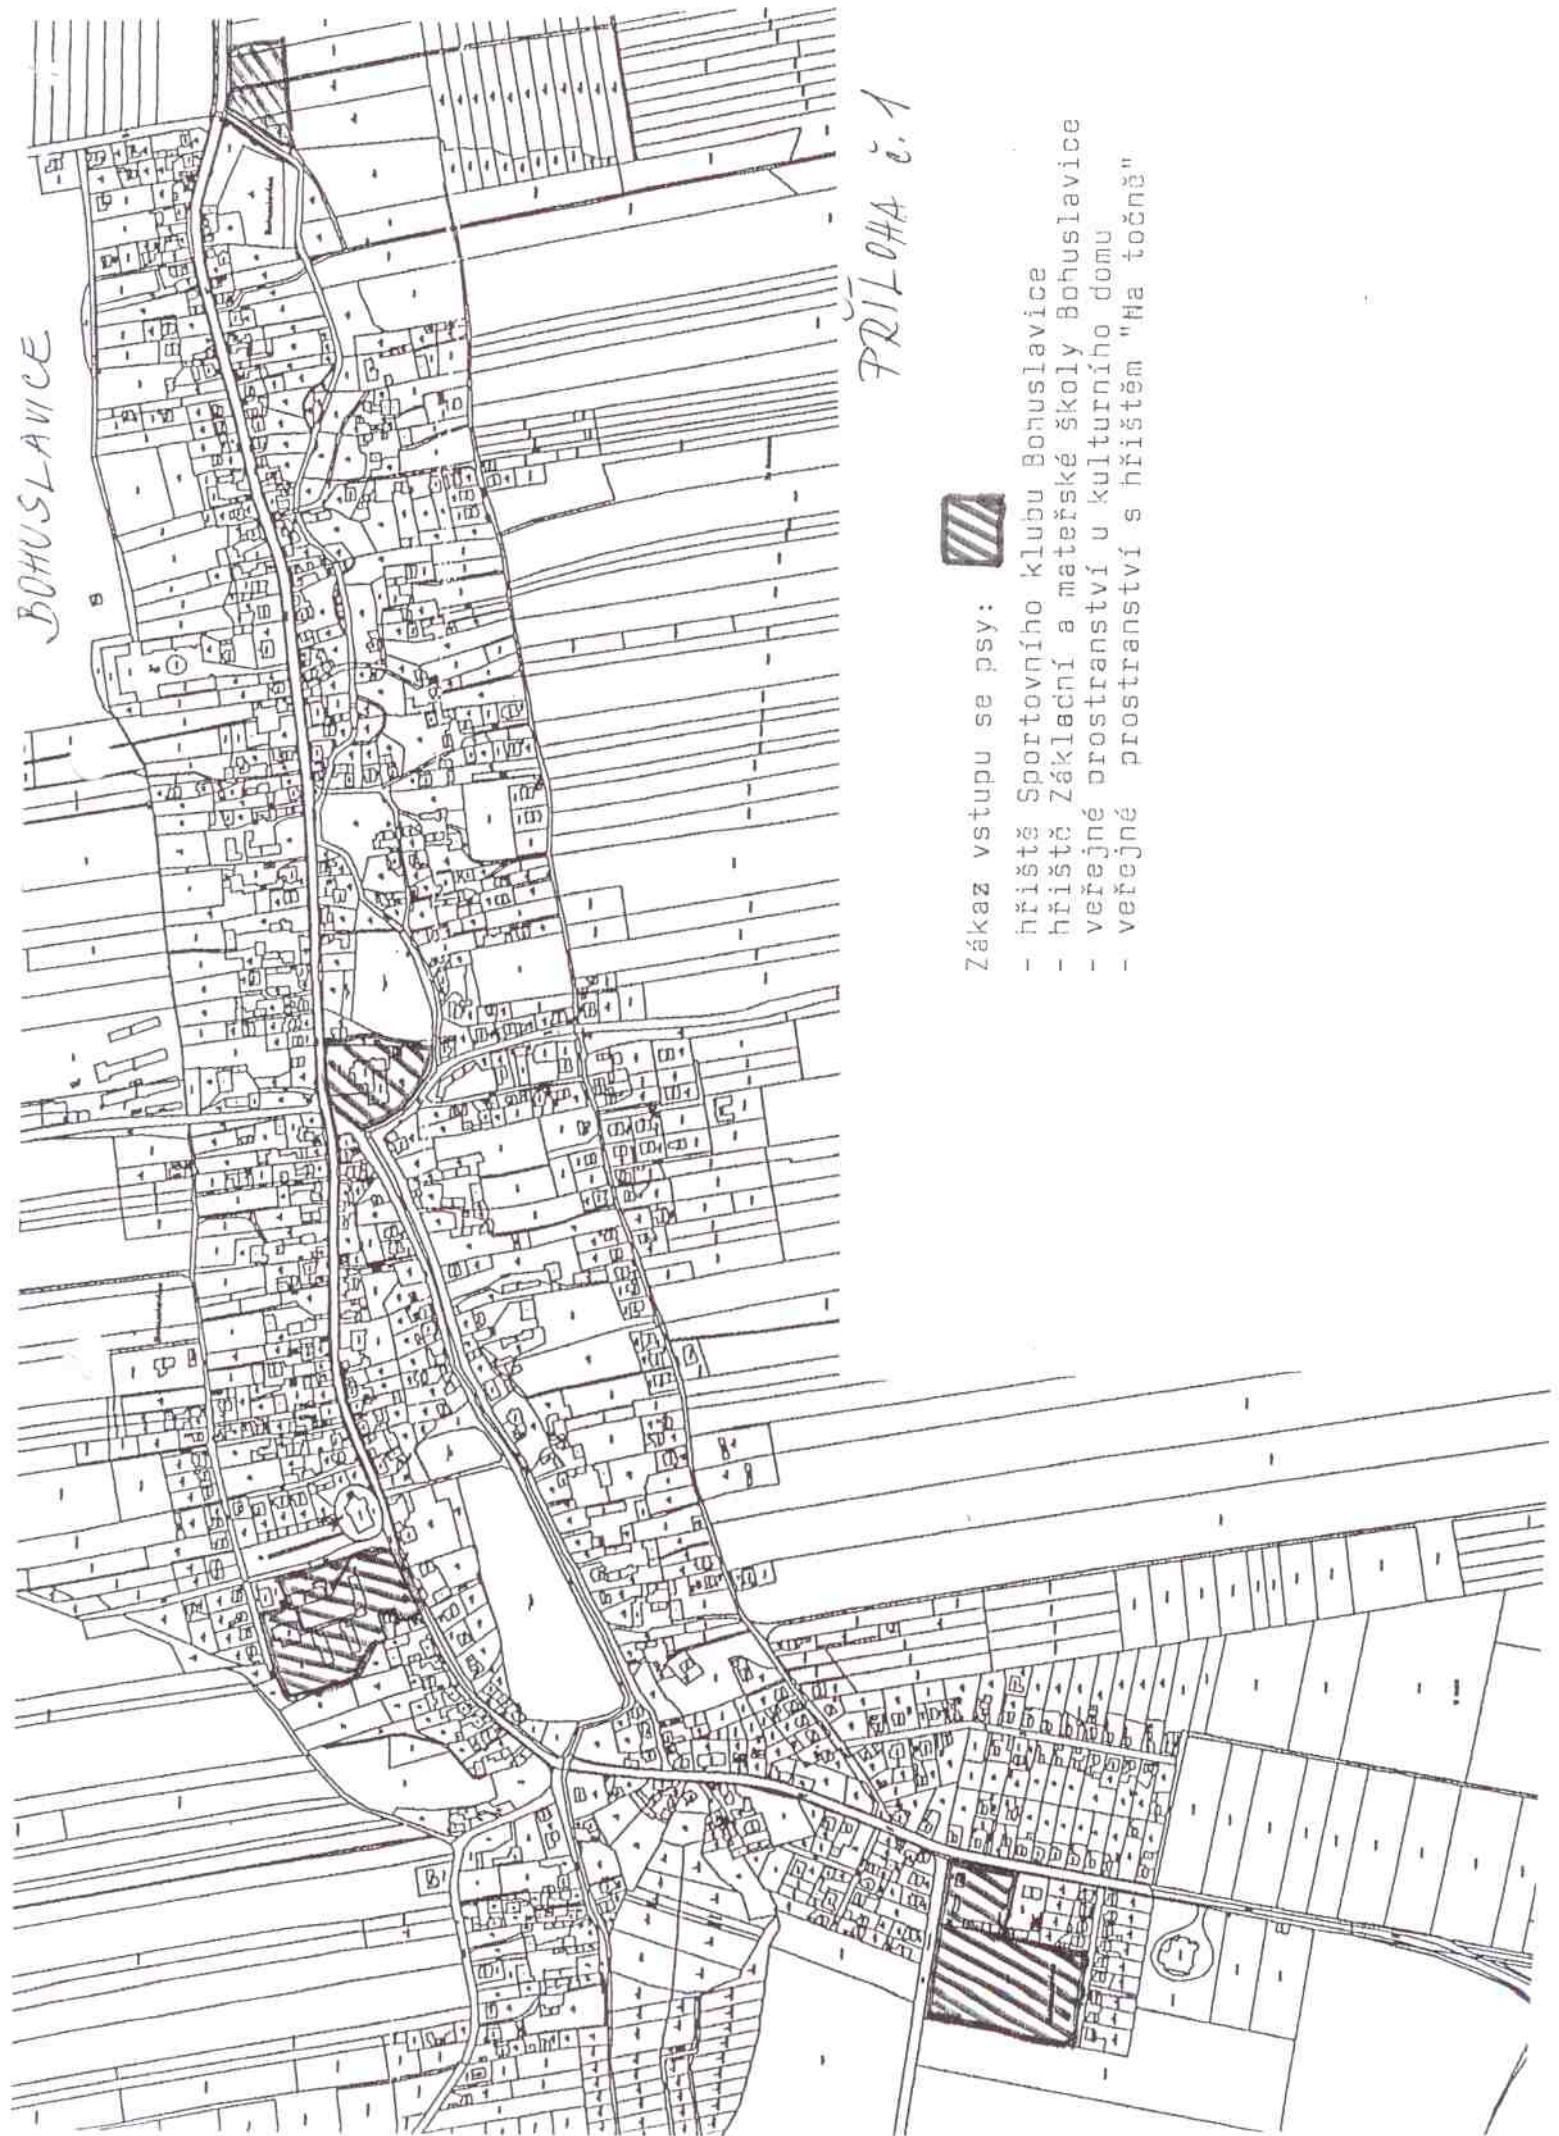 BOHUSLAVICE
PŘÍLOHA č. 1
Zákaz vstupu se psy:
- hřiště Sportovního klubu Bohuslavice
- hřiště Základní a mateřské školy Bohuslavice
- veřejné prostranství u kulturního domu
- veřejné prostranství s hřištěm "Na točně"